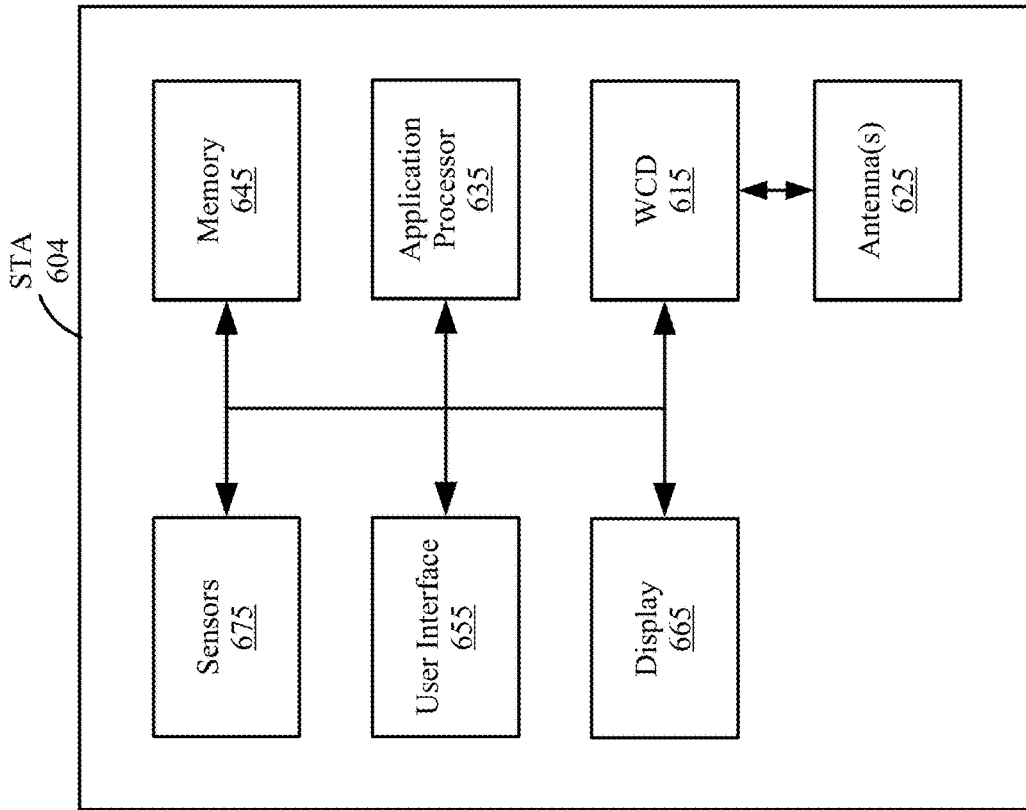 STA
604
Sensors
675
Memory
645
User Interface
655
Application
Processor
635
Display
665
WCD
615
Antenna(s)
625